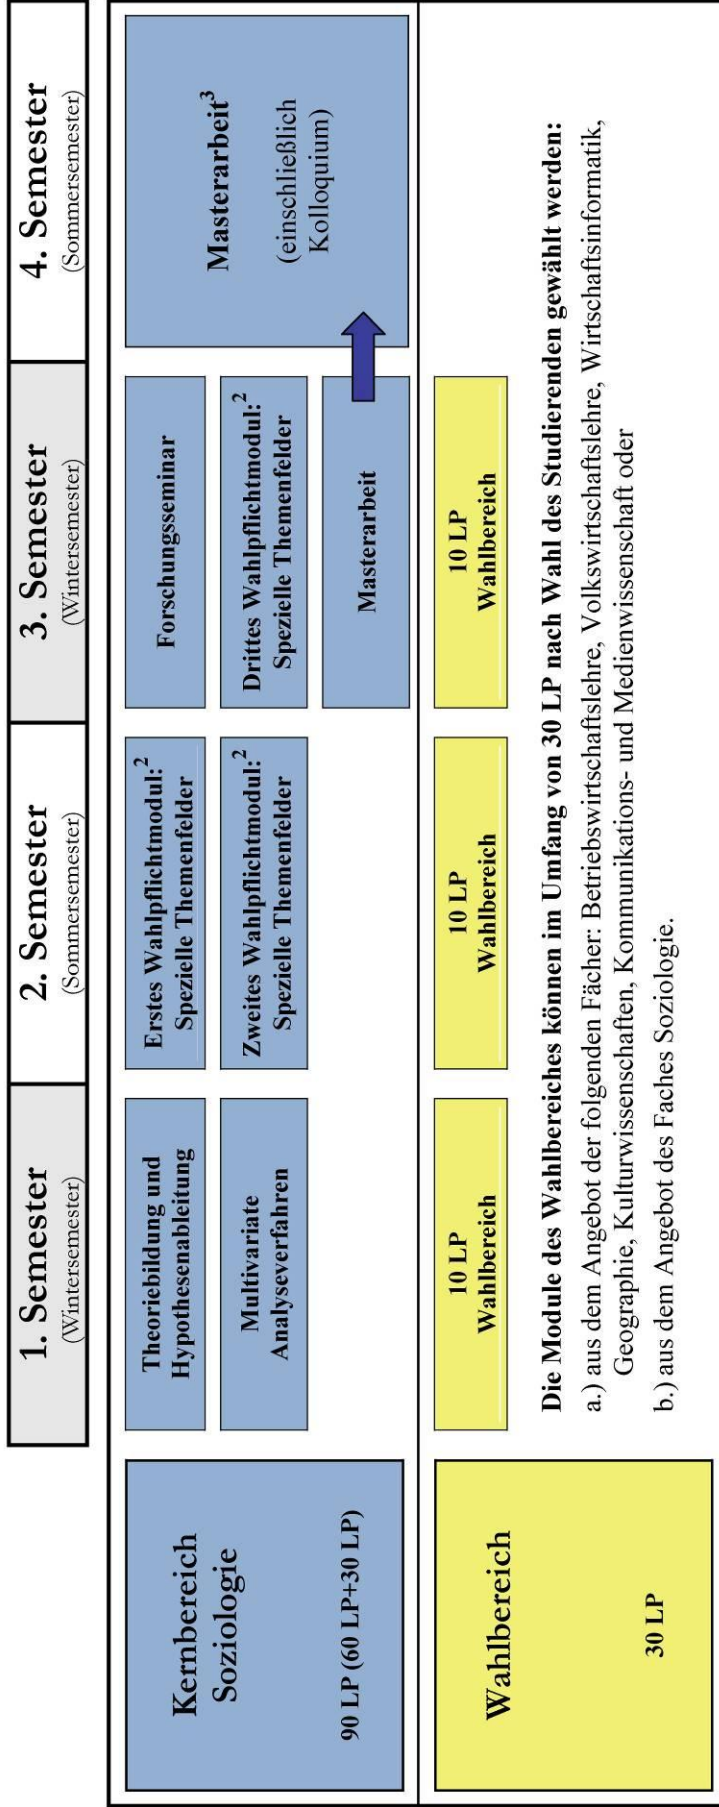 1. Semester
(Wintersemester)
2. Semester
(Sommersemester)
3. Semester
(Wintersemester)
4. Semester
(Sommersemester)
Kernbereich
Soziologie
90 LP (60 LP+30 LP)
Theoriebildung und
Hypothesenableitung
Multivariate
Analyseverfahren
Erstes Wahlpflichtmodul:²
Spezielle Themenfelder
Zweites Wahlpflichtmodul:²
Spezielle Themenfelder
Forschungsseminar
Drittes Wahlpflichtmodul:²
Spezielle Themenfelder
Masterarbeit
Masterarbeit³
(einschließlich
Kolloquium)
Wahlbereich
30 LP
10 LP
Wahlbereich
10 LP
Wahlbereich
10 LP
Wahlbereich
Die Module des Wahlbereiches können im Umfang von 30 LP nach Wahl des Studierenden gewählt werden:
a.) aus dem Angebot der folgenden Fächer: Betriebswirtschaftslehre, Volkswirtschaftslehre, Wirtschaftsinformatik,
Geographie, Kulturwissenschaften, Kommunikations- und Medienwissenschaft oder
b.) aus dem Angebot des Faches Soziologie.